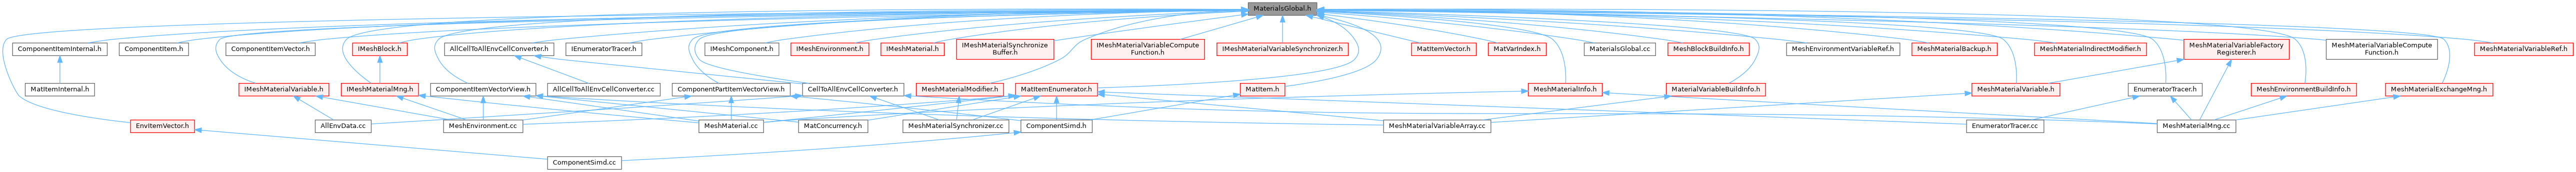 MaterialsGlobal.h
ComponentItemInternal.h
ComponentItem.h
ComponentItemVector.h
IMeshBlock.h
AllCellToAllEnvCellConverter.h
IEnumeratorTracer.h
IMeshComponent.h
IMeshEnvironment.h
IMeshMaterial.h
IMeshMaterialSynchronize
Buffer.h
IMeshMaterialVariableCompute
Function.h
IMeshMaterialVariableSynchronizer.h
MatItemVector.h
MatVarIndex.h
MaterialsGlobal.cc
MeshBlockBuildInfo.h
MeshEnvironmentVariableRef.h
MeshMaterialBackup.h
MeshMaterialIndirectModifier.h
MeshMaterialVariableFactory
Registerer.h
MeshMaterialVariableCompute
Function.h
MeshMaterialVariableRef.h
MatItemInternal.h
IMeshMaterialVariable.h
IMeshMaterialMng.h
ComponentItemVectorView.h
AllCellToAllEnvCellConverter.cc
ComponentPartItemVectorView.h
CellToAllEnvCellConverter.h
MeshMaterialModifier.h
MatItemEnumerator.h
MatItem.h
MeshMaterialInfo.h
MaterialVariableBuildInfo.h
MeshMaterialVariable.h
EnumeratorTracer.h
MeshEnvironmentBuildInfo.h
MeshMaterialExchangeMng.h
EnvItemVector.h
AllEnvData.cc
MeshEnvironment.cc
MeshMaterial.cc
MatConcurrency.h
MeshMaterialSynchronizer.cc
ComponentSimd.h
MeshMaterialVariableArray.cc
EnumeratorTracer.cc
MeshMaterialMng.cc
ComponentSimd.cc